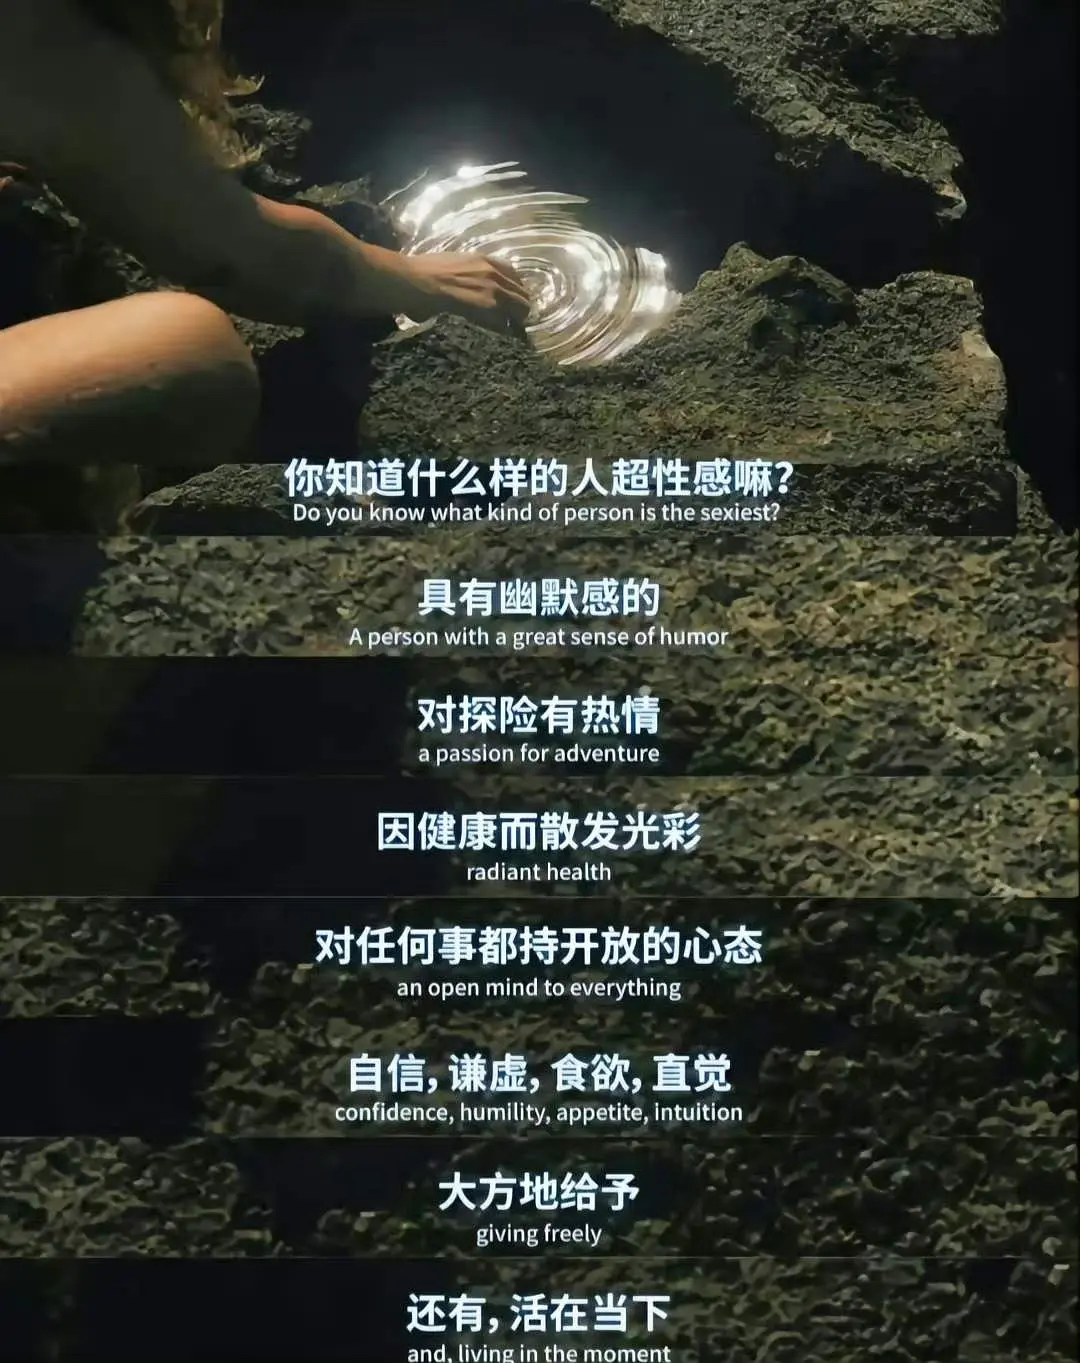 你知道什么样的人超性感嘛？
Do you know what kind of person is the sexiest?
具有幽默感的
A person with a great sense of humor
对探险有热情
a passion for adventure
因健康而散发光彩
radiant health
对任何事都持开放的心态
an open mind to everything
自信，谦虚，食欲，直觉
confidence, humility, appetite, intuition
大方地给予
giving freely
还有，活在当下
and, living in the moment